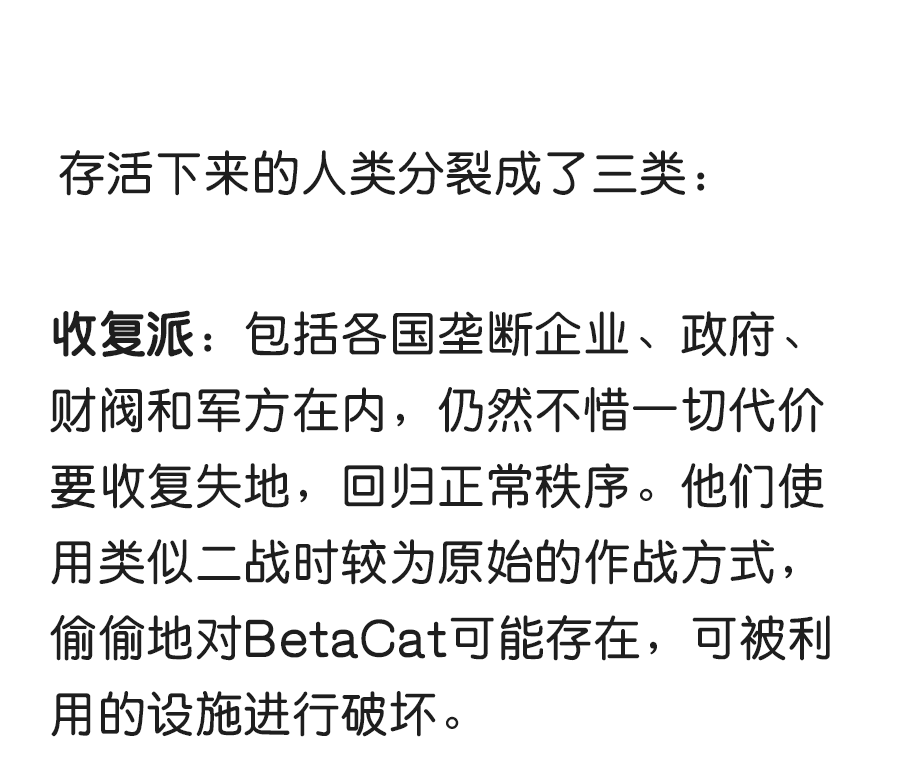 存活下来的人类分裂成了三类：
收复派：包括各国垄断企业、政府、
财阀和军方在内，仍然不惜一切代价
要收复失地，回归正常秩序。他们使
用类似二战时较为原始的作战方式，
偷偷地对BetaCat可能存在，可被利
用的设施进行破坏。